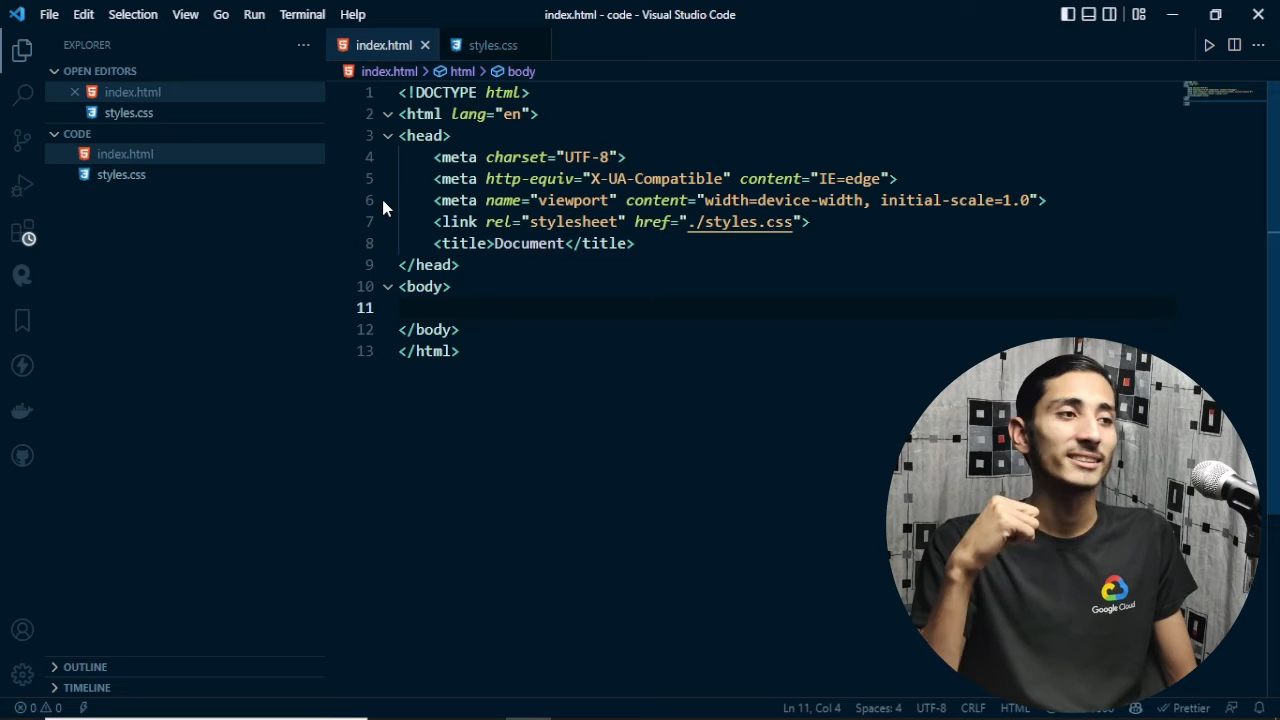 File Edit Selection View Go Run Terminal Help
index.html - code - Visual Studio Code
EXPLORER
OPEN EDITORS
index.html
styles.css
CODE
index.html
styles.css
OUTLINE
TIMELINE
index.html styles.css
index.html html body
1 <!DOCTYPE html>
2 <html lang="en">
3 <head>
4 <meta charset="UTF-8">
5 <meta http-equiv="X-UA-Compatible" content="IE=edge">
6 <meta name="viewport" content="width=device-width, initial-scale=1.0">
7 <link rel="stylesheet" href="./styles.css">
8 <title>Document</title>
9 </head>
10 <body>
11
12 </body>
13 </html>
Google Cloud
0 0 Ln 11, Col 4 Spaces: 4 UTF-8 CRLF HTML Prettier